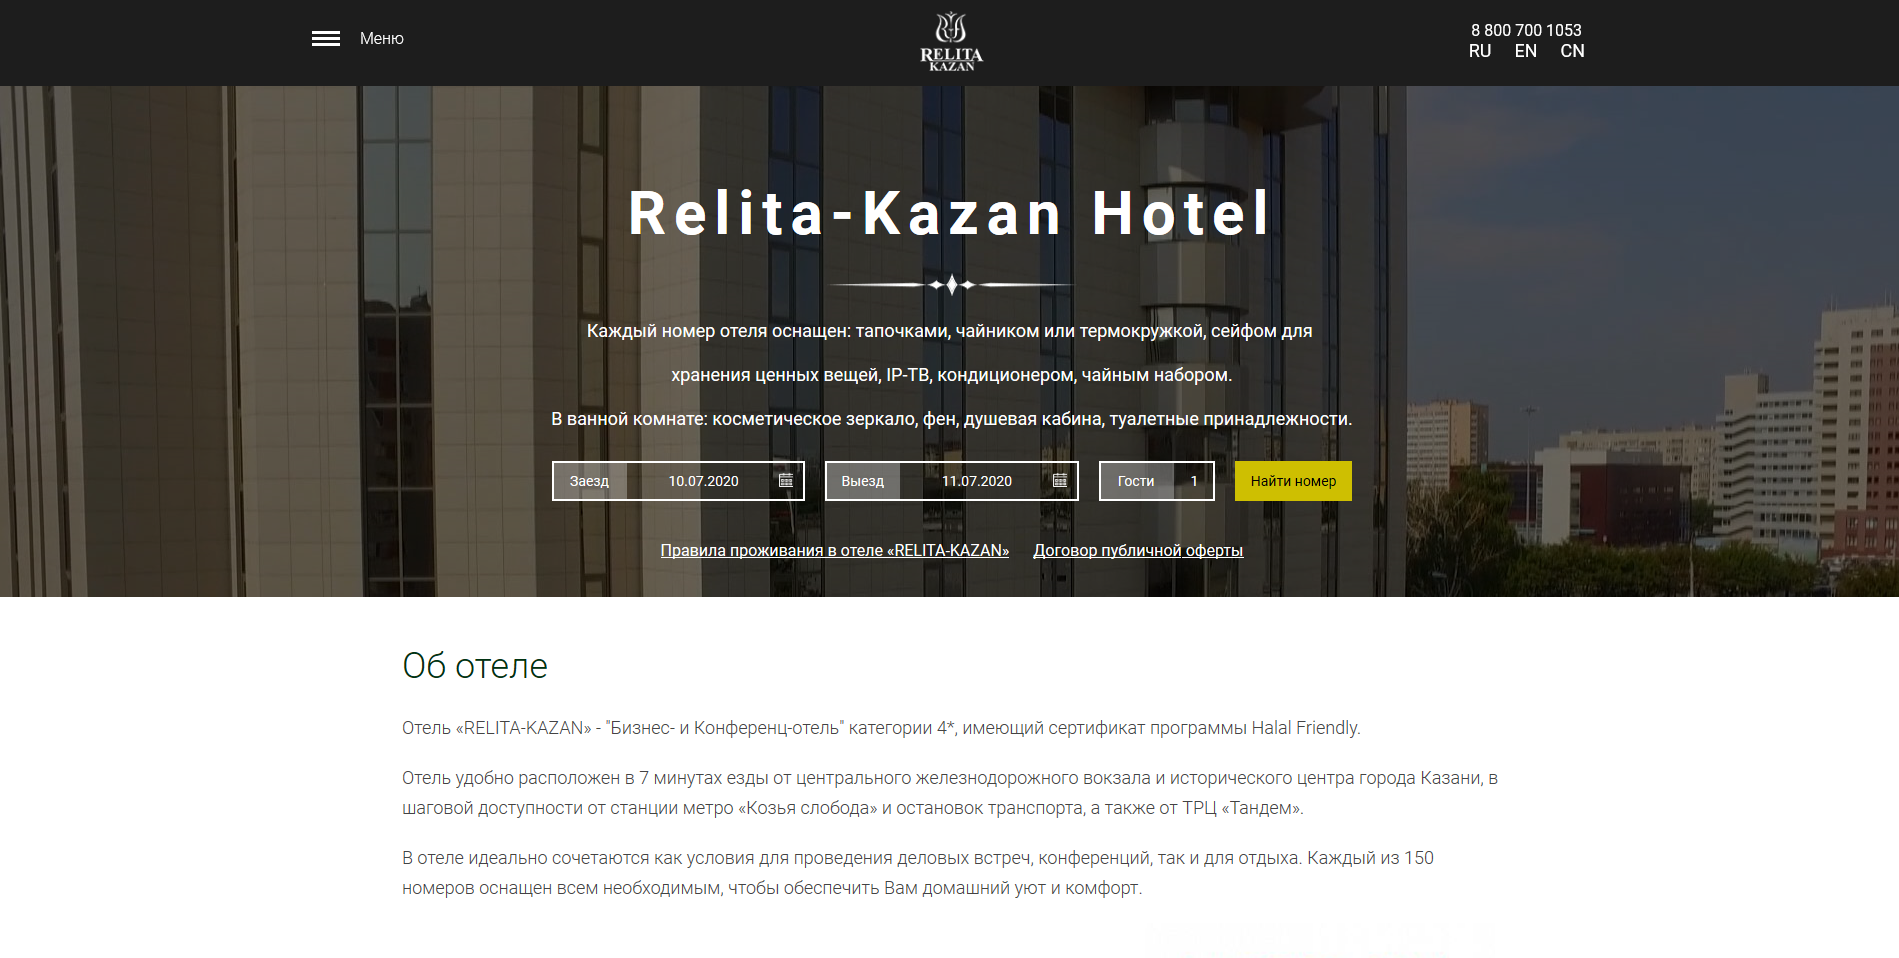 Меню
RELITA
KAZAN
8 800 700 1053
RU EN CN
Relita-Kazan Hotel
Каждый номер отеля оснащен: тапочками, чайником или термокружкой, сейфом для
хранения ценных вещей, IP-ТВ, кондиционером, чайным набором.
В ванной комнате: косметическое зеркало, фен, душевая кабина, туалетные принадлежности.
Заезд 10.07.2020 Выезд 11.07.2020 Гости 1 Найти номер
Правила проживания в отеле «RELITA-KAZAN» Договор публичной оферты
Об отеле
Отель «RELITA-KAZAN» - "Бизнес- и Конференц-отель" категории 4*, имеющий сертификат программы Halal Friendly.
Отель удобно расположен в 7 минутах езды от центрального железнодорожного вокзала и исторического центра города Казани, в
шаговой доступности от станции метро «Козья слобода» и остановок транспорта, а также от ТРЦ «Тандем».
В отеле идеально сочетаются как условия для проведения деловых встреч, конференций, так и для отдыха. Каждый из 150
номеров оснащен всем необходимым, чтобы обеспечить Вам домашний уют и комфорт.